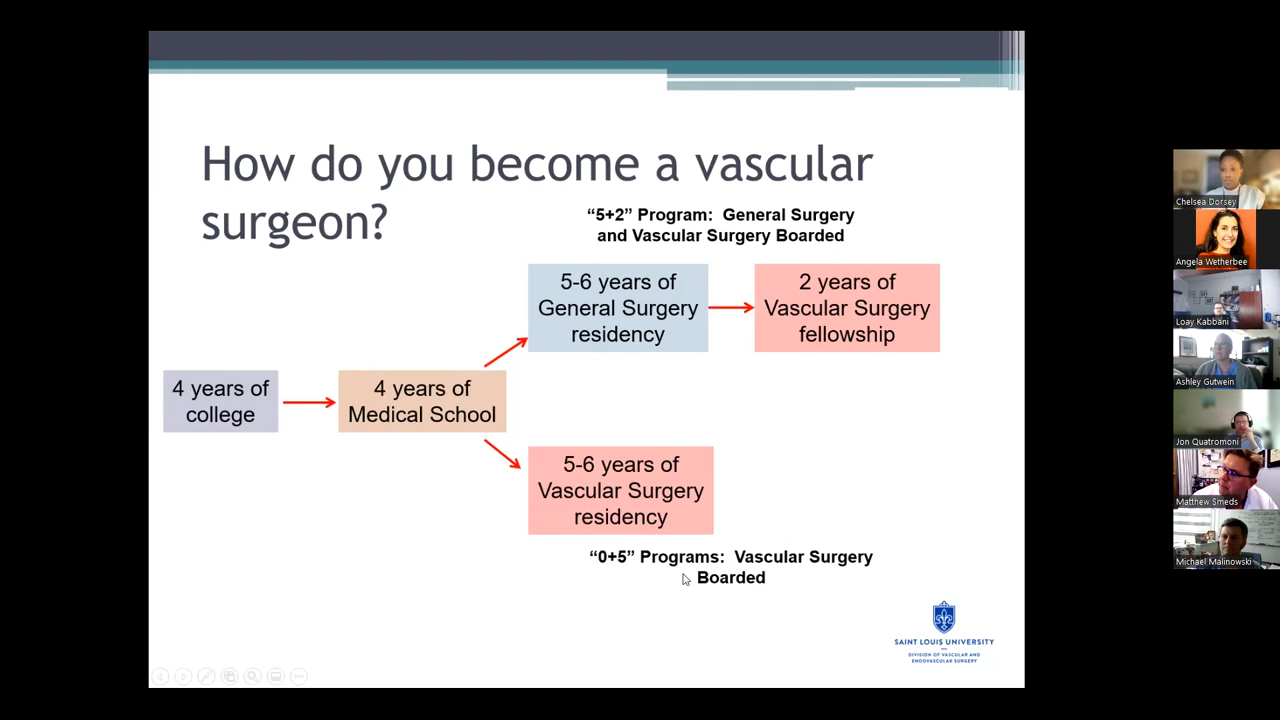 How do you become a vascular
surgeon?
“5+2” Program: General Surgery
and Vascular Surgery Boarded
5-6 years of
General Surgery
residency
2 years of
Vascular Surgery
fellowship
4 years of
college
4 years of
Medical School
5-6 years of
Vascular Surgery
residency
“0+5” Programs: Vascular Surgery
Boarded
SAINT LOUIS UNIVERSITY
DIVISION OF VASCULAR AND
ENDOVASCULAR SURGERY
Chelsea Dorsey
Angela Wetherbee
Loay Kabbani
Ashley Gutwein
Jon Quatromoni
Matthew Smeds
Michael Malinowski